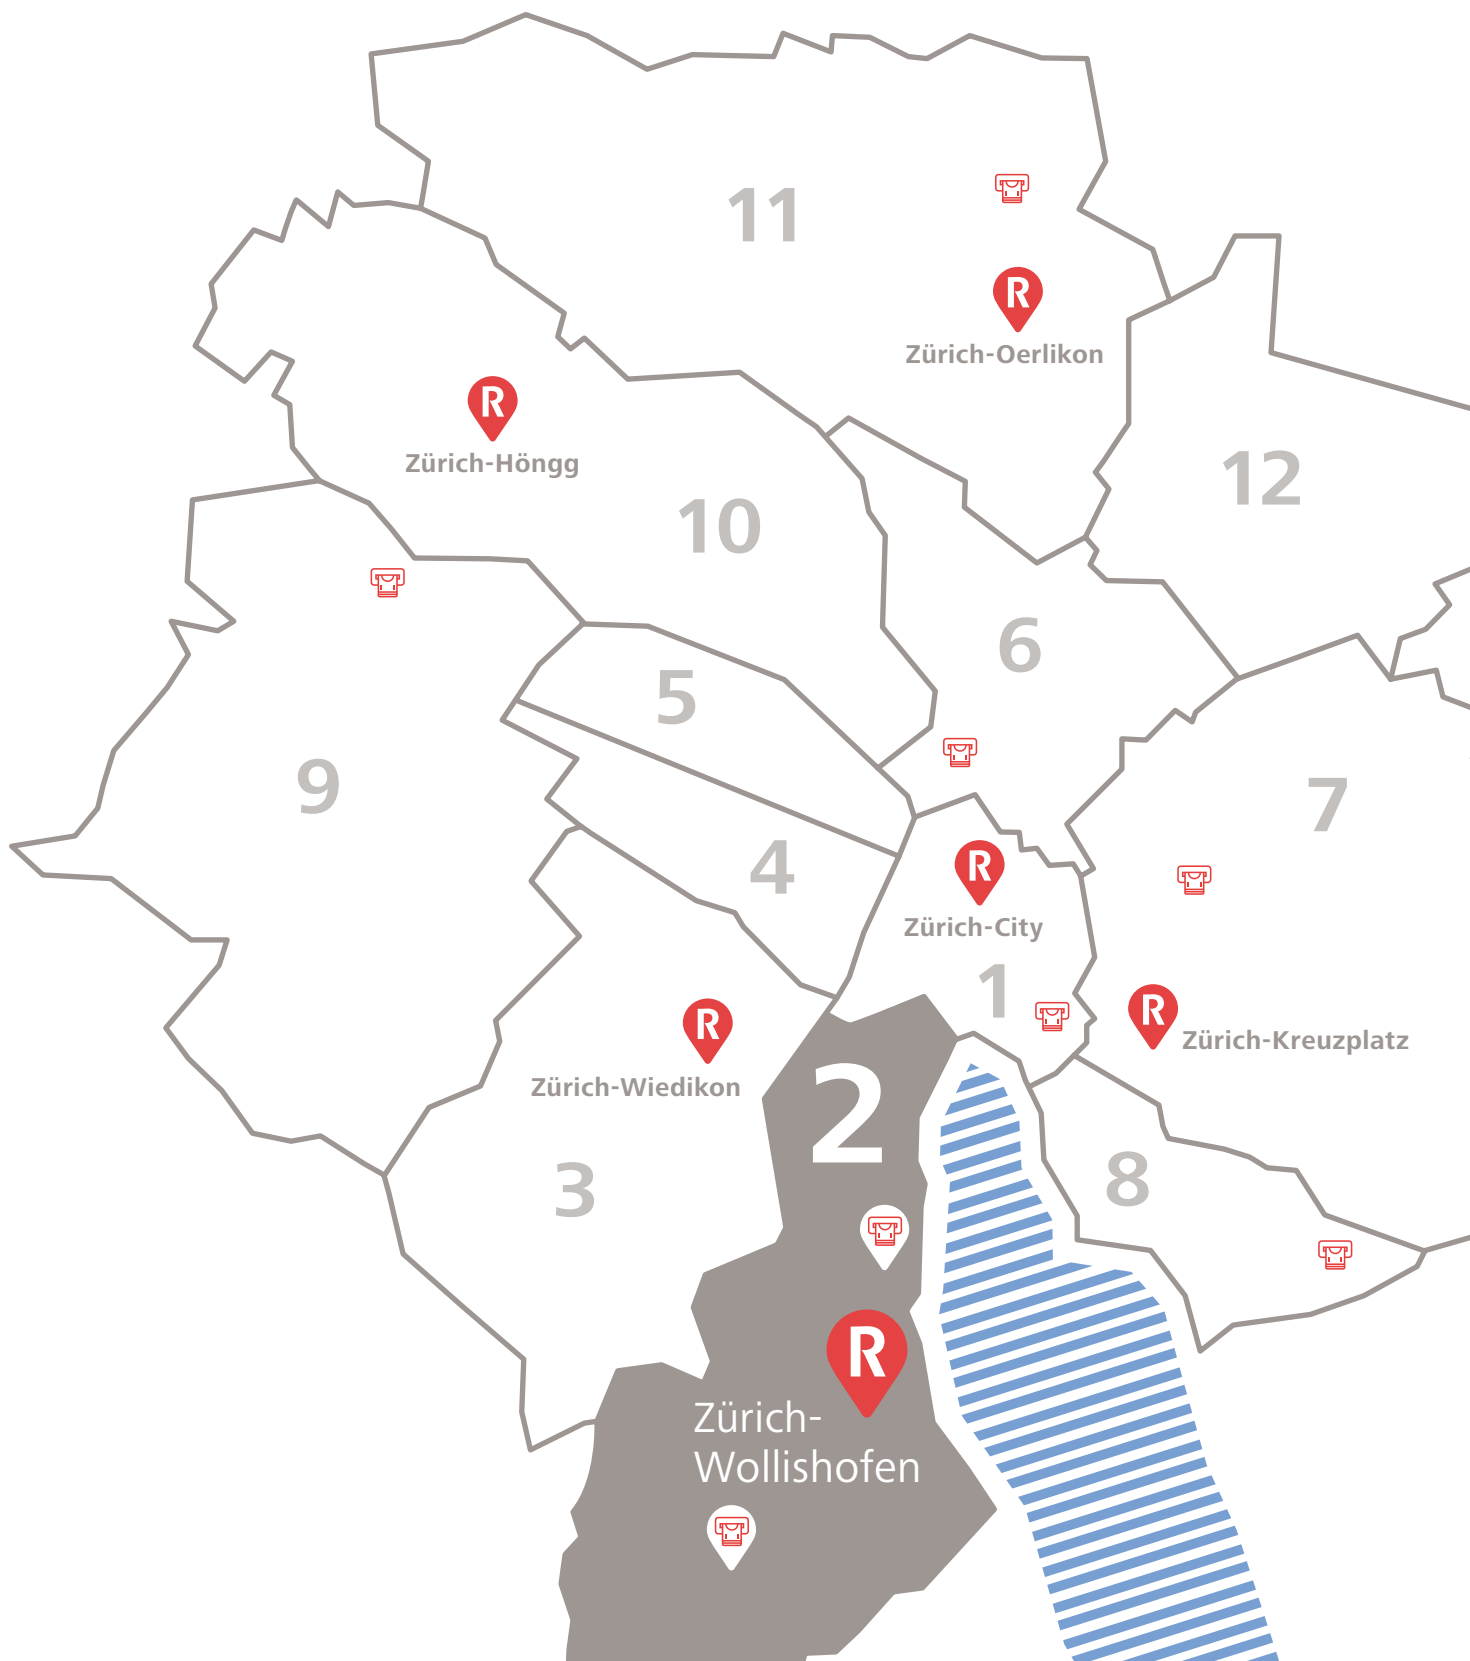 11
R
Zürich-Oerlikon
R
Zürich-Höngg
12
10
6
5
9
7
4
R
Zürich-City
1
R
Zürich-Kreuzplatz
R
Zürich-Wiedikon
2
3
8
R
Zürich-
Wollishofen